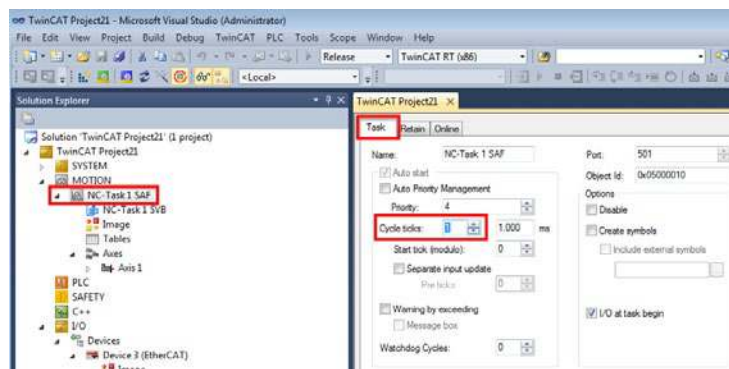 TwinCAT Project21 - Microsoft Visual Studio (Administrator)
File Edit View Project Build Debug TwinCAT PLC Tools Scope Window Help
Release TwinCAT RT (x86)
<Local>
Solution Explorer
TwinCAT Project21
Solution 'TwinCAT Project21' (1 project)
TwinCAT Project21
SYSTEM
MOTION
NC-Task 1 SAF
NC-Task 1 SVB
Image
Tables
Axes
Axis 1
PLC
SAFETY
C++
I/O
Devices
Device 3 (EtherCAT)
Image
Task Retain Online
Name: NC-Task 1 SAF Port: 501
Auto start Object Id: 0x05000010
Auto Priority Management Options
Priority: 4 Disable
Cycle ticks: 1 1.000 ms Create symbols
Start tick (modulo): 0 Include external symbols
Separate input update
Pre ticks: 0
Warning by exceeding I/O at task begin
Message box
Watchdog Cycles: 0